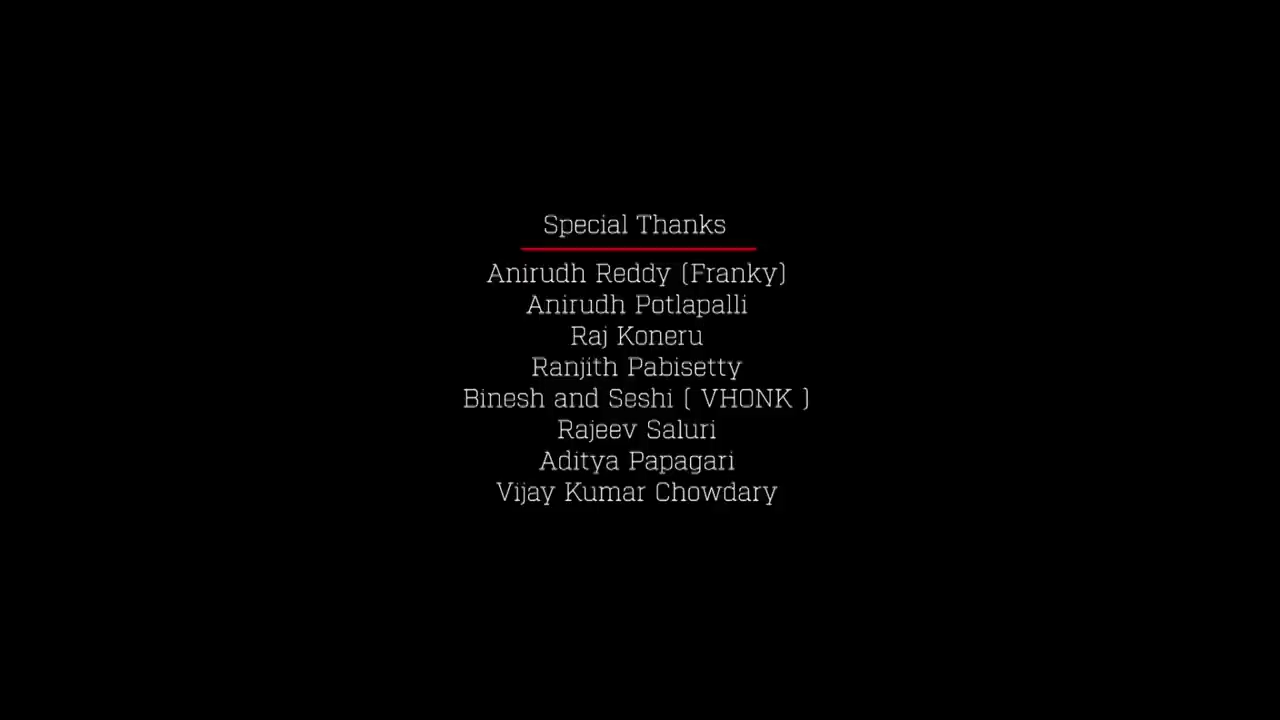 Special Thanks
Anirudh Reddy (Franky)
Anirudh Potlapalli
Raj Koneru
Ranjith Pabisetty
Binesh and Seshi ( VHONK )
Rajeev Saluri
Aditya Papagari
Vijay Kumar Chowdary